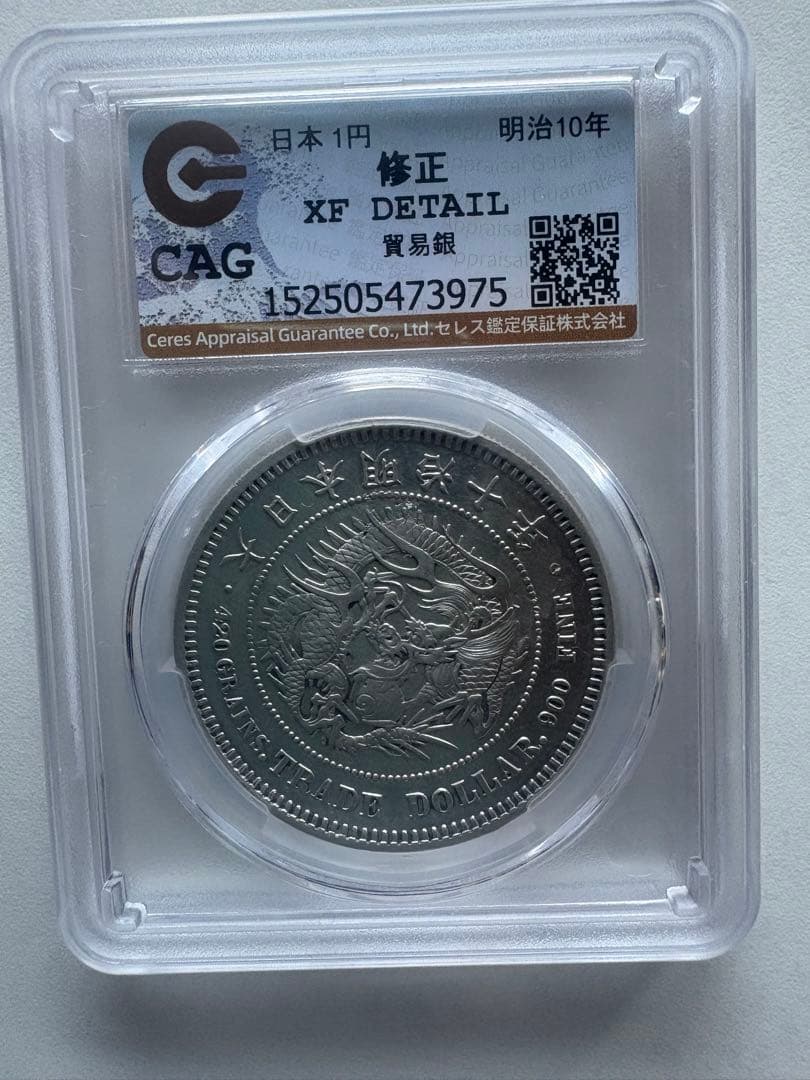 CAG
日本 1円
明治10年
修正
XF DETAIL
貿易銀
152505473975
Ceres Appraisal Guarantee Co., Ltd.セレス鑑定保証株式会社
大日本明治十年
420 GRAINS. TRADE DOLLAR. 900 FINE.